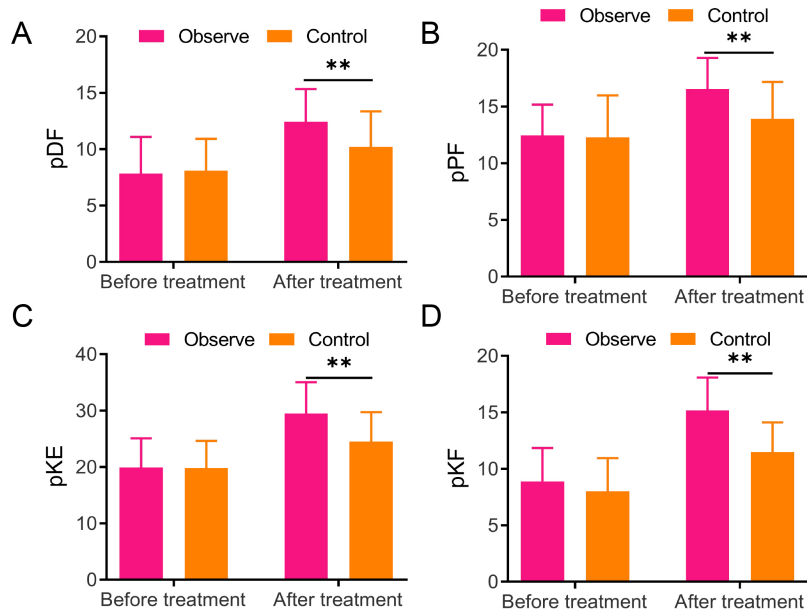 A
Observe Control
**
pDF
20
15
10
5
0
Before treatment After treatment
B
Observe Control
**
pPF
20
15
10
5
0
Before treatment After treatment
C
Observe Control
**
pKE
40
30
20
10
0
Before treatment After treatment
D
Observe Control
**
pKF
20
15
10
5
0
Before treatment After treatment